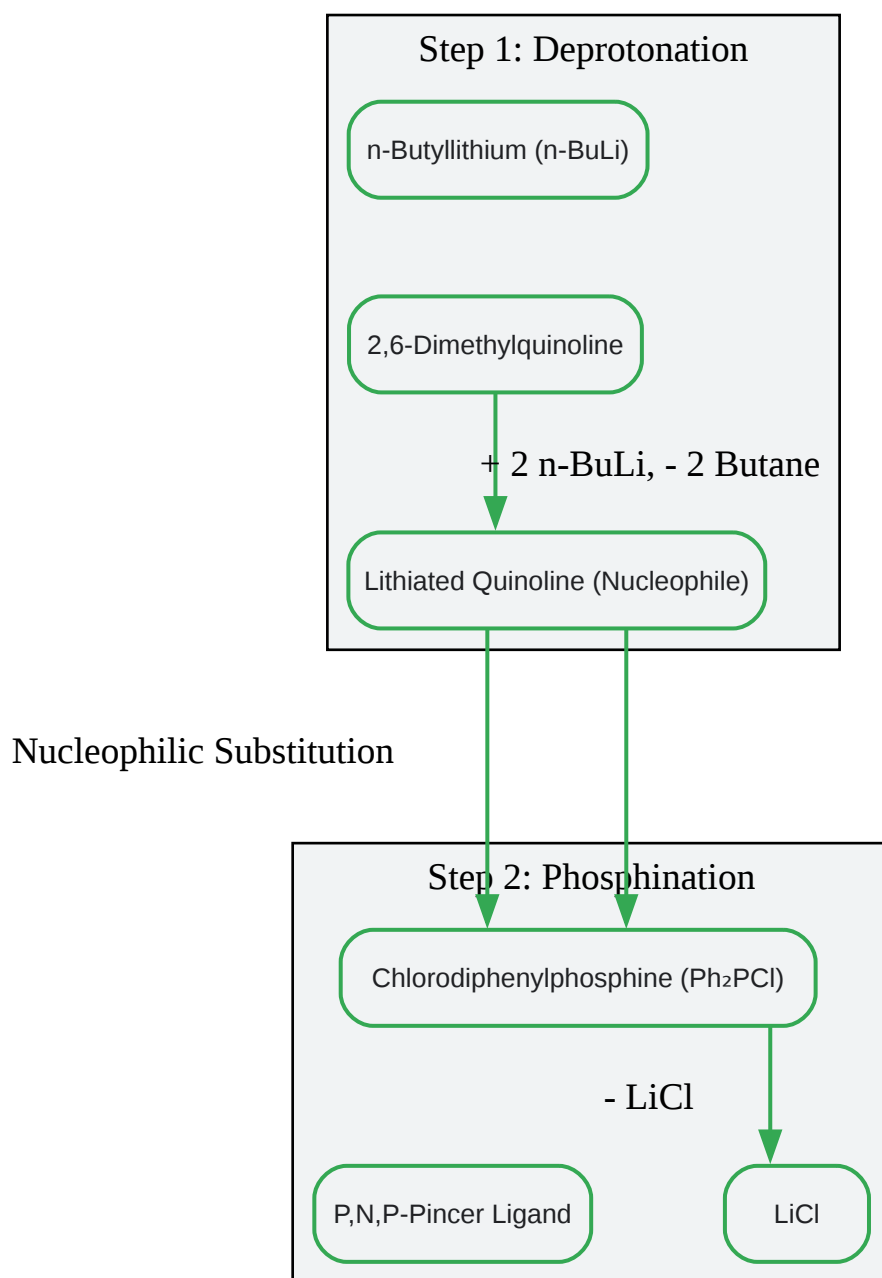 Step 1: Deprotonation
n-Butyllithium (n-BuLi)
2,6-Dimethylquinoline
+ 2 n-BuLi, - 2 Butane
Lithiated Quinoline (Nucleophile)
Nucleophilic Substitution
Step 2: Phosphination
Chlorodiphenylphosphine (Ph₂PCl)
- LiCl
P,N,P-Pincer Ligand
LiCl